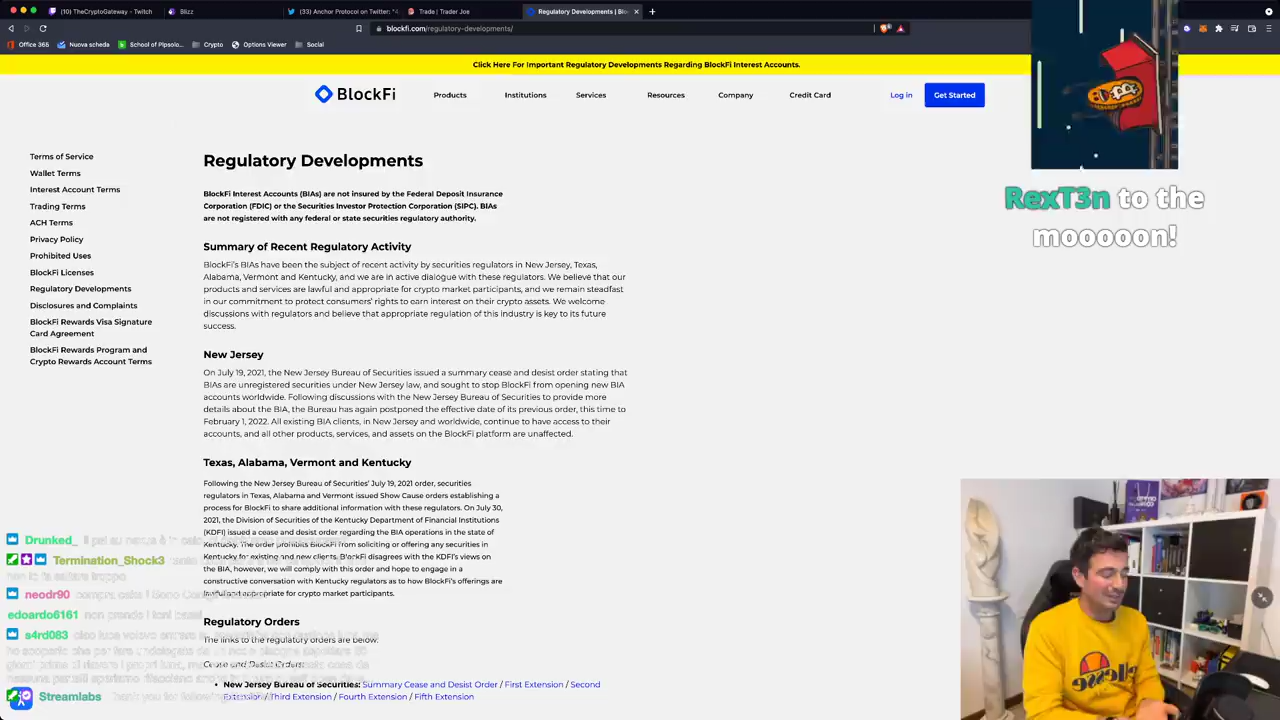 (10) TheCryptoGateway - Twitch
Blizz
(33) Anchor Protocol on Twitter: "4
Trade | Trader Joe
Regulatory Developments | Blo
blockfi.com/regulatory-developments/
Office 365
Nuova scheda
School of Plpsolo
Crypto
Options Viewer
Social
Click Here For Important Regulatory Developments Regarding BlockFi Interest Accounts.
BlockFi
Products
Institutions
Services
Resources
Company
Credit Card
Log in
Get Started
RexT3n to the
mooooon!
Terms of Service
Wallet Terms
Interest Account Terms
Trading Terms
ACH Terms
Privacy Policy
Prohibited Uses
BlockFi Licenses
Regulatory Developments
Disclosures and Complaints
BlockFi Rewards Visa Signature
Card Agreement
BlockFi Rewards Program and
Crypto Rewards Account Terms
Regulatory Developments
BlockFi Interest Accounts (BIAs) are not insured by the Federal Deposit Insurance
Corporation (FDIC) or the Securities Investor Protection Corporation (SIPC). BIAs
are not registered with any federal or state securities regulatory authority.
Summary of Recent Regulatory Activity
BlockFi's BIAs have been the subject of recent activity by securities regulators in New Jersey, Texas,
Alabama, Vermont and Kentucky, and we are in active dialogue with these regulators. We believe that our
products and services are lawful and appropriate for crypto market participants, and we remain steadfast
in our commitment to protect consumers' rights to earn interest on their crypto assets. We welcome
discussions with regulators and believe that appropriate regulation of this industry is key to its future
success.
New Jersey
On July 19, 2021, the New Jersey Bureau of Securities issued a summary cease and desist order stating that
BIAs are unregistered securities under New Jersey law, and sought to stop BlockFi from opening new BIA
accounts worldwide. Following discussions with the New Jersey Bureau of Securities to provide more
details about the BIA, the Bureau has again postponed the effective date of its previous order, this time to
February 1, 2022. All existing BIA clients, in New Jersey and worldwide, continue to have access to their
accounts, and all other products, services, and assets on the BlockFi platform are unaffected.
Texas, Alabama, Vermont and Kentucky
Following the New Jersey Bureau of Securities' July 19, 2021 order, securities
regulators in Texas, Alabama and Vermont issued Show Cause orders establishing a
process for BlockFi to share additional information with these regulators. On July 30,
2021, the Division of Securities of the Kentucky Department of Financial Institutions
(KDFI) issued a cease and desist order regarding the BIA operations in the state of
Kentucky. The order prohibits BlockFi from soliciting or offering any securities in
Kentucky for existing and new clients. BlockFi disagrees with the KDFI's views on
the BIA, however, we will comply with this order and hope to engage in a
constructive conversation with Kentucky regulators as to how BlockFi's offerings are
lawful and appropriate for crypto market participants.
Regulatory Orders
The links to the regulatory orders are below:
Cease and Desist Orders:
New Jersey Bureau of Securities: Summary Cease and Desist Order / First Extension / Second
Extension / Third Extension / Fourth Extension / Fifth Extension
Drunked_
Termination_Shock3
non lo fa saltare troppo
neodr90
edoardo6161 non prendo i toni bassi
s4rd083
Streamlabs Thank you for following